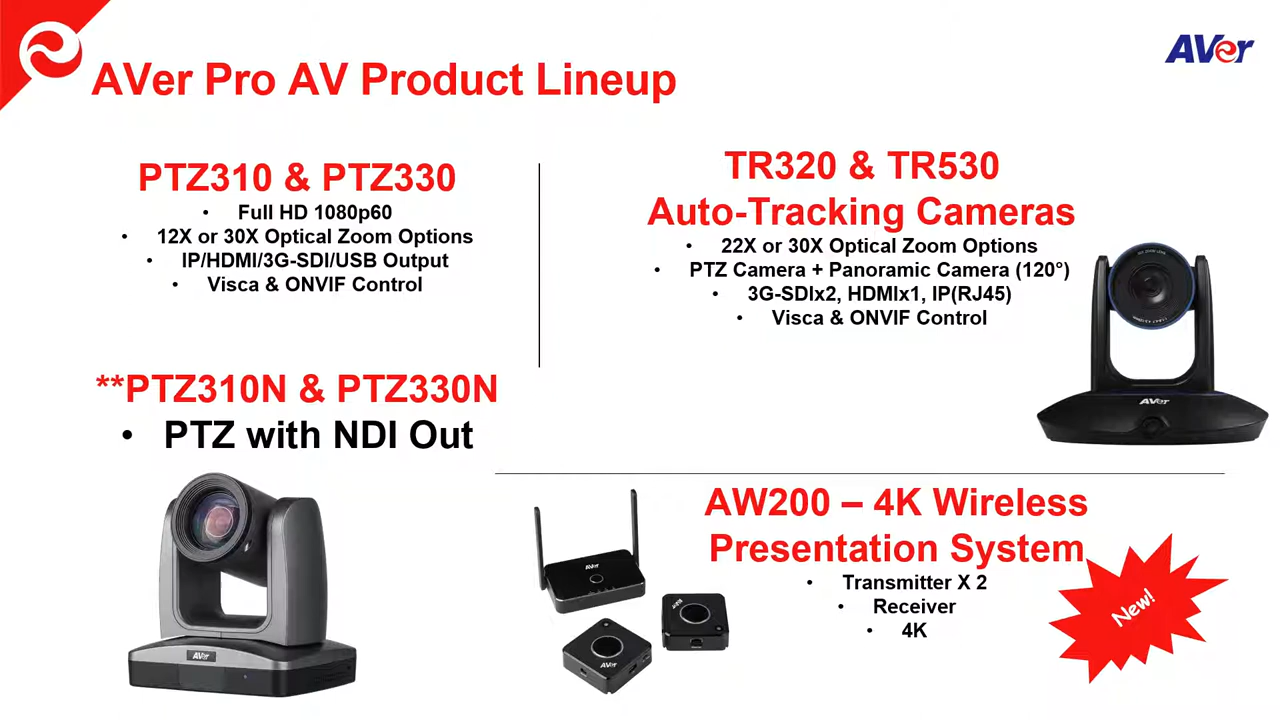 AVer
AVer Pro AV Product Lineup
PTZ310 & PTZ330
• Full HD 1080p60
• 12X or 30X Optical Zoom Options
• IP/HDMI/3G-SDI/USB Output
• Visca & ONVIF Control
**PTZ310N & PTZ330N
• PTZ with NDI Out
AVer
TR320 & TR530
Auto-Tracking Cameras
• 22X or 30X Optical Zoom Options
• PTZ Camera + Panoramic Camera (120°)
• 3G-SDIx2, HDMIx1, IP(RJ45)
• Visca & ONVIF Control
AVer
AW200 – 4K Wireless
Presentation System
• Transmitter X 2
• Receiver
• 4K
New!
AVer
AVer
AVer